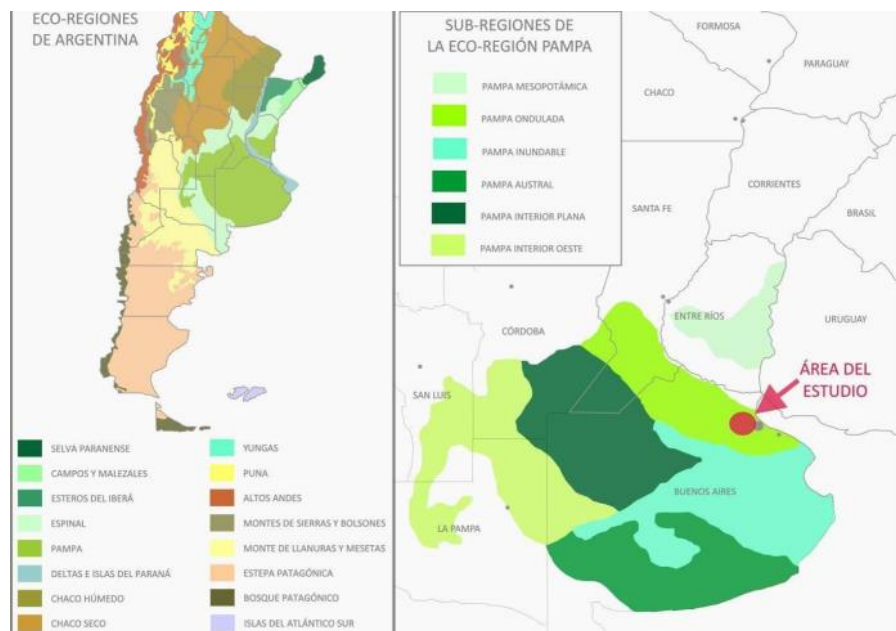 ECO-REGIONES
DE ARGENTINA
SELVA PARANENSE
CAMPOS Y MALEZALES
ESTEROS DEL IBERÁ
ESPINAL
PAMPA
DELTAS E ISLAS DEL PARANÁ
CHACO HÚMEDO
CHACO SECO
YUNGAS
PUNA
ALTOS ANDES
MONTES DE SIERRAS Y BOLSONES
MONTE DE LLANURAS Y MESETAS
ESTEPA PATAGÓNICA
BOSQUE PATAGÓNICO
ISLAS DEL ATLÁNTICO SUR
SUB-REGIONES DE
LA ECO-REGIÓN PAMPA
PAMPA MESOPOTÁMICA
PAMPA ONDULADA
PAMPA INUNDABLE
PAMPA AUSTRAL
PAMPA INTERIOR PLANA
PAMPA INTERIOR OESTE
FORMOSA
PARAGUAY
CHACO
CORRIENTES
SANTA FE
BRASIL
ENTRE RÍOS
URUGUAY
CÓRDOBA
ÁREA DEL
ESTUDIO
SAN LUIS
BUENOS AIRES
LA PAMPA